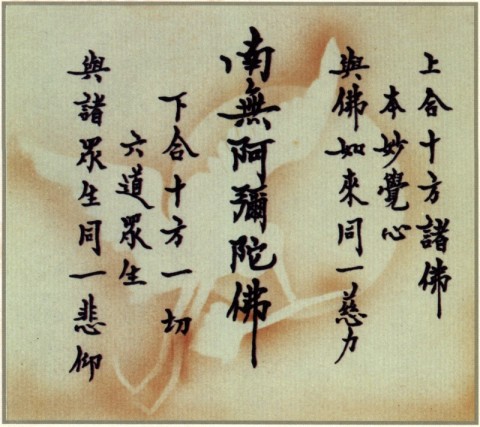 上合十方諸佛
本妙覺心
與佛如來同一慈力
南無阿彌陀佛
下合十方一切
六道眾生
與諸眾生同一悲仰